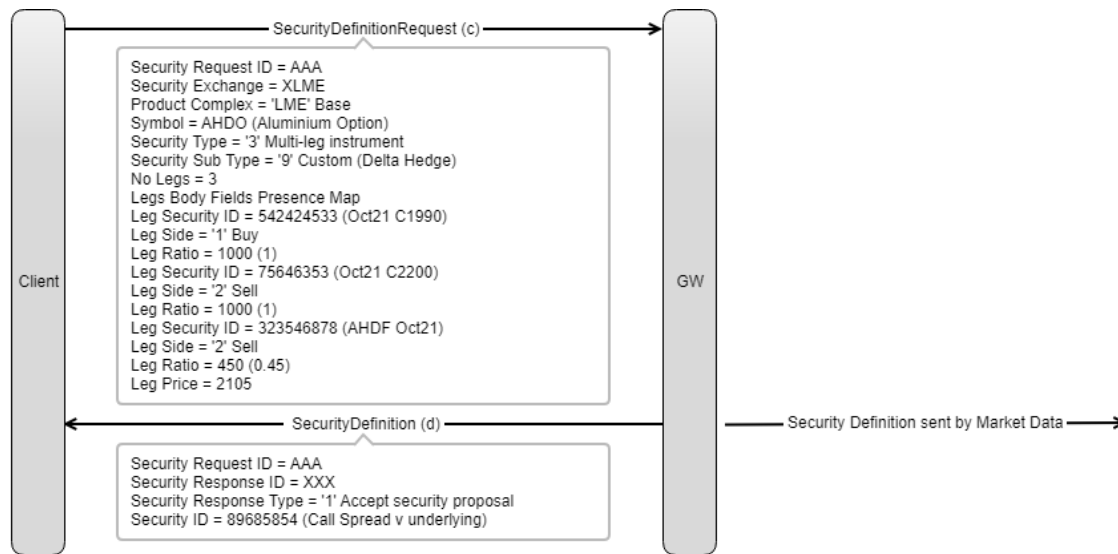 SecurityDefinitionRequest (c)
Security Request ID = AAA
Security Exchange = XLME
Product Complex = 'LME' Base
Symbol = AHDO (Aluminium Option)
Security Type = '3' Multi-leg instrument
Security Sub Type = '9' Custom (Delta Hedge)
No Legs = 3
Legs Body Fields Presence Map
Leg Security ID = 542424533 (Oct21 C1990)
Leg Side = '1' Buy
Leg Ratio = 1000 (1)
Leg Security ID = 75646353 (Oct21 C2200)
Leg Side = '2' Sell
Leg Ratio = 1000 (1)
Leg Security ID = 323546878 (AHDF Oct21)
Leg Side = '2' Sell
Leg Ratio = 450 (0.45)
Leg Price = 2105
Client
GW
SecurityDefinition (d)
Security Definition sent by Market Data
Security Request ID = AAA
Security Response ID = XXX
Security Response Type = '1' Accept security proposal
Security ID = 89685854 (Call Spread v underlying)